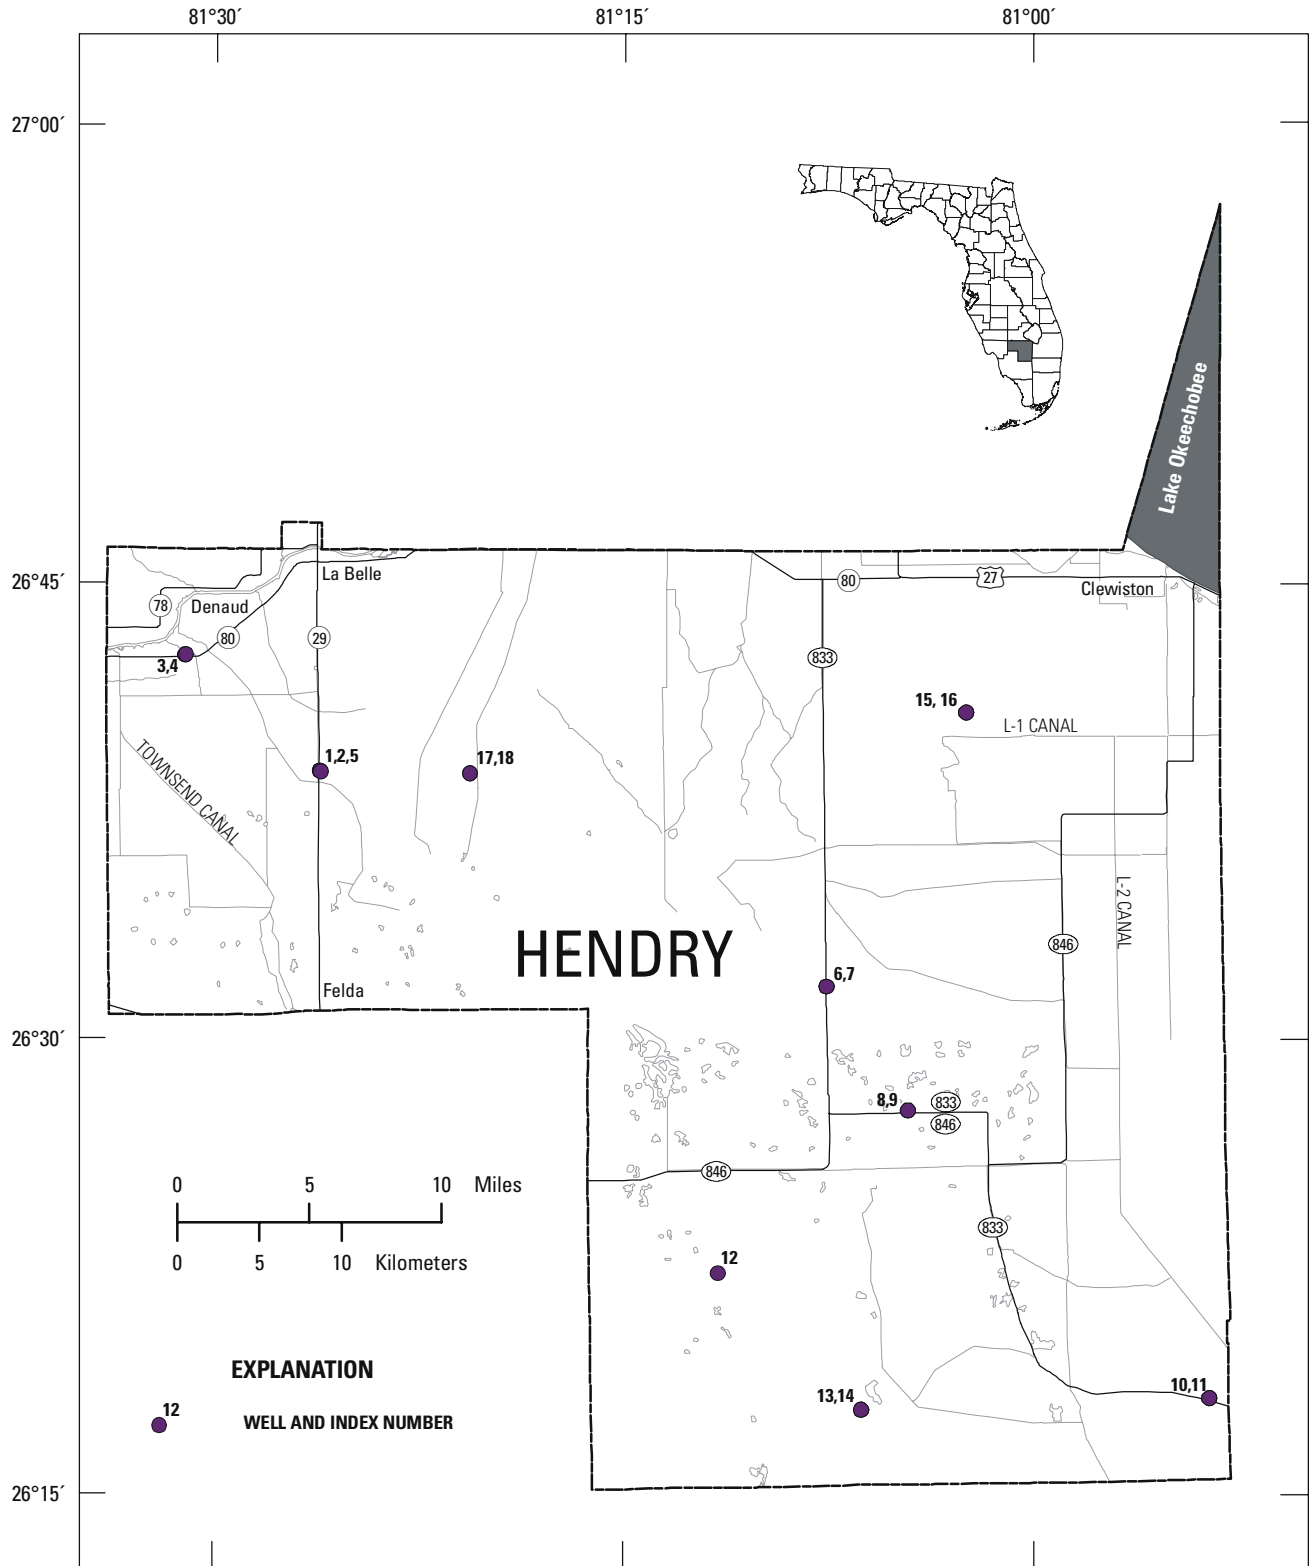 81°30´
81°15´
81°00´
27°00´
Lake Okeechobee
26°45´
La Belle
80
27
Clewiston
78
Denaud
80
29
833
3,4
15, 16
L-1 CANAL
TOWNSEND CANAL
1,2,5
17,18
L-2 CANAL
HENDRY
846
6,7
Felda
26°30´
8,9
833
846
846
0 5 10 Miles
0 5 10 Kilometers
833
12
EXPLANATION
12
WELL AND INDEX NUMBER
13,14
10,11
26°15´